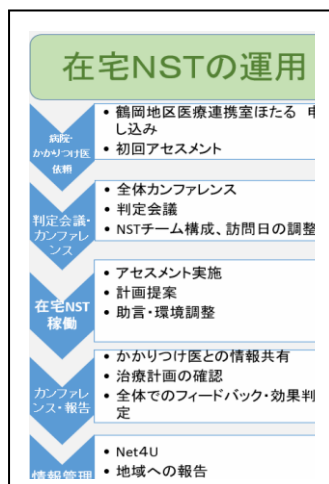 在宅NSTの運用
病院・
かかりつけ医
依頼
• 鶴岡地区医療連携室ほたる 申
し込み
• 初回アセスメント
判定会議・
カンファレ
ンス
• 全体カンファレンス
• 判定会議
• NSTチーム構成、訪問日の調整
在宅NST
稼働
• アセスメント実施
• 計画提案
• 助言・環境調整
カンファレ
ンス・報告
• かかりつけ医との情報共有
• 治療計画の確認
• 全体でのフィードバック・効果判
定
情報管理
• Net4U
• 地域への報告